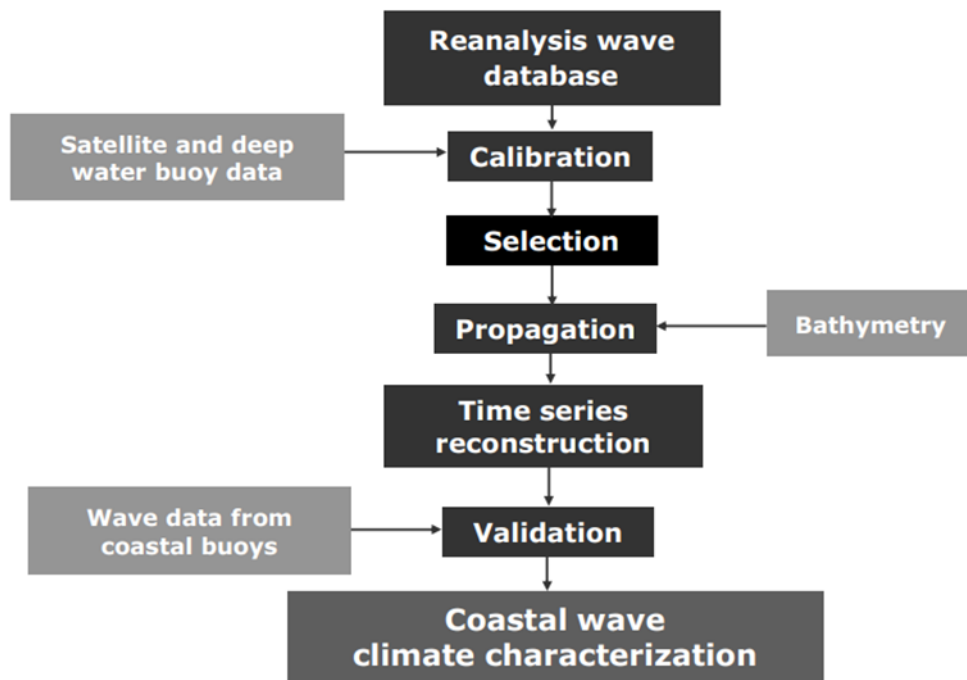 Reanalysis wave
database
Satellite and deep
water buoy data
Calibration
Selection
Propagation
Bathymetry
Time series
reconstruction
Wave data from
coastal buoys
Validation
Coastal wave
climate characterization